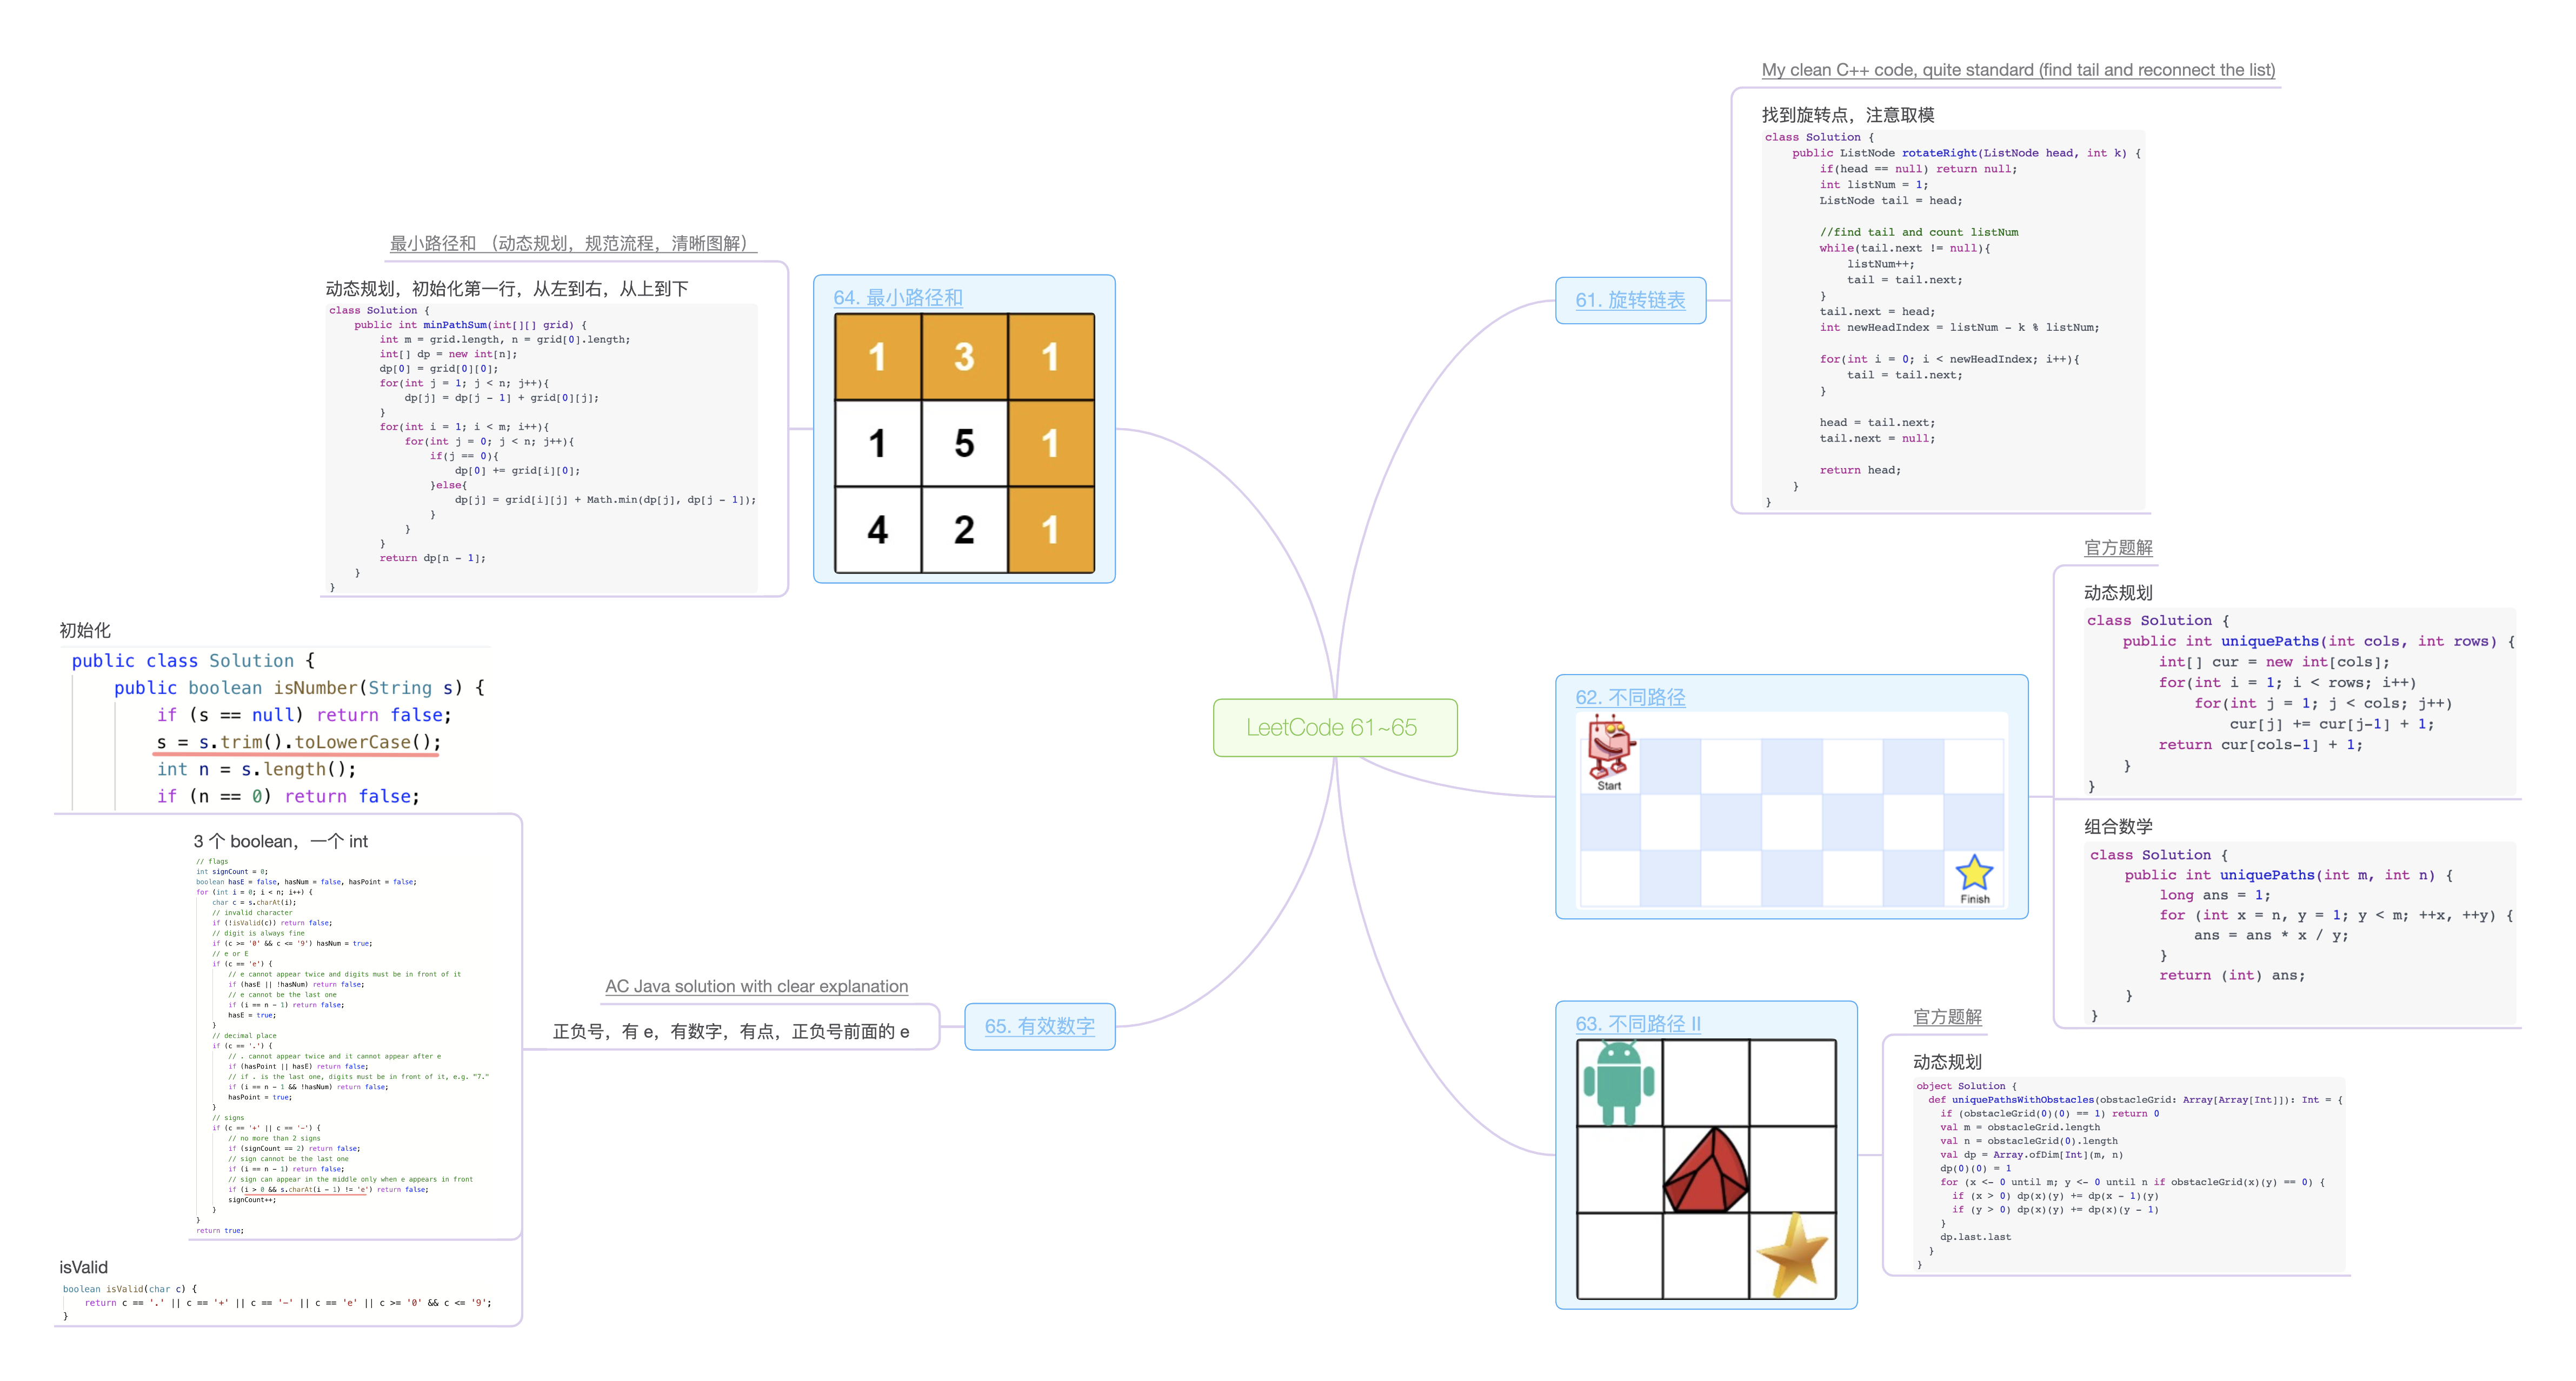 LeetCode 61~65
61. 旋转链表
My clean C++ code, quite standard (find tail and reconnect the list)
找到旋转点，注意取模
class Solution {
    public ListNode rotateRight(ListNode head, int k) {
        if(head == null) return null;
        int listNum = 1;
        ListNode tail = head;
        //find tail and count listNum
        while(tail.next != null){
            listNum++;
            tail = tail.next;
        }
        tail.next = head;
        int newHeadIndex = listNum - k % listNum;
        for(int i = 0; i < newHeadIndex; i++){
            tail = tail.next;
        }
        head = tail.next;
        tail.next = null;
        return head;
    }
}
62. 不同路径
Start
Finish
官方题解
动态规划
class Solution {
    public int uniquePaths(int cols, int rows) {
        int[] cur = new int[cols];
        for(int i = 1; i < rows; i++)
            for(int j = 1; j < cols; j++)
                cur[j] += cur[j-1] + 1;
        return cur[cols-1] + 1;
    }
}
组合数学
class Solution {
    public int uniquePaths(int m, int n) {
        long ans = 1;
        for (int x = n, y = 1; y < m; ++x, ++y) {
            ans = ans * x / y;
        }
        return (int) ans;
    }
}
63. 不同路径 II
官方题解
动态规划
object Solution {
  def uniquePathsWithObstacles(obstacleGrid: Array[Array[Int]]): Int = {
    if (obstacleGrid(0)(0) == 1) return 0
    val m = obstacleGrid.length
    val n = obstacleGrid(0).length
    val dp = Array.ofDim[Int](m, n)
    dp(0)(0) = 1
    for (x <- 0 until m; y <- 0 until n if obstacleGrid(x)(y) == 0) {
      if (x > 0) dp(x)(y) += dp(x - 1)(y)
      if (y > 0) dp(x)(y) += dp(x)(y - 1)
    }
    dp.last.last
  }
}
64. 最小路径和
1 3 1
1 5 1
4 2 1
最小路径和 （动态规划，规范流程，清晰图解）
动态规划，初始化第一行，从左到右，从上到下
class Solution {
    public int minPathSum(int[][] grid) {
        int m = grid.length, n = grid[0].length;
        int[] dp = new int[n];
        dp[0] = grid[0][0];
        for(int j = 1; j < n; j++){
            dp[j] = dp[j - 1] + grid[0][j];
        }
        for(int i = 1; i < m; i++){
            for(int j = 0; j < n; j++){
                if(j == 0){
                    dp[0] += grid[i][0];
                }else{
                    dp[j] = grid[i][j] + Math.min(dp[j], dp[j - 1]);
                }
            }
        }
        return dp[n - 1];
    }
}
65. 有效数字
AC Java solution with clear explanation
正负号，有 e，有数字，有点，正负号前面的 e
初始化
public class Solution {
    public boolean isNumber(String s) {
        if (s == null) return false;
        s = s.trim().toLowerCase();
        int n = s.length();
        if (n == 0) return false;
3 个 boolean，一个 int
// flags
int signCount = 0;
boolean hasE = false, hasNum = false, hasPoint = false;
for (int i = 0; i < n; i++) {
    char c = s.charAt(i);
    // invalid character
    if (!isValid(c)) return false;
    // digit is always fine
    if (c >= '0' && c <= '9') hasNum = true;
    // e or E
    if (c == 'e') {
        // e cannot appear twice and digits must be in front of it
        if (hasE || !hasNum) return false;
        // e cannot be the last one
        if (i == n - 1) return false;
        hasE = true;
    }
    // decimal place
    if (c == '.') {
        // . cannot appear twice and it cannot appear after e
        if (hasPoint || hasE) return false;
        // if . is the last one, digits must be in front of it, e.g. "7."
        if (i == n - 1 && !hasNum) return false;
        hasPoint = true;
    }
    // signs
    if (c == '+' || c == '-') {
        // no more than 2 signs
        if (signCount == 2) return false;
        // sign cannot be the last one
        if (i == n - 1) return false;
        // sign can appear in the middle only when e appears in front
        if (i > 0 && s.charAt(i - 1) != 'e') return false;
        signCount++;
    }
}
return true;
isValid
boolean isValid(char c) {
    return c == '.' || c == '+' || c == '-' || c == 'e' || c >= '0' && c <= '9';
}